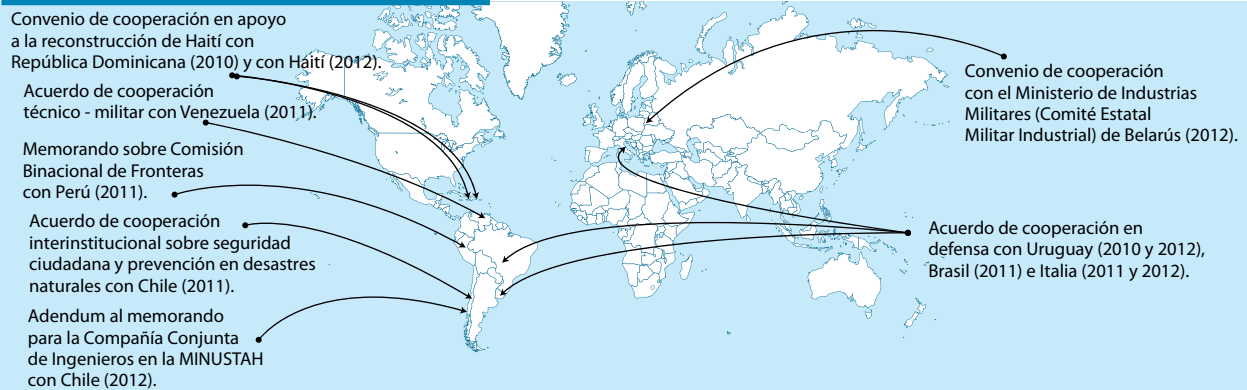 Convenio de cooperación en apoyo
a la reconstrucción de Haití con
República Dominicana (2010) y con Haití (2012).
Acuerdo de cooperación
técnico - militar con Venezuela (2011).
Memorando sobre Comisión
Binacional de Fronteras
con Perú (2011).
Acuerdo de cooperación
interinstitucional sobre seguridad
ciudadana y prevención en desastres
naturales con Chile (2011).
Adendum al memorando
para la Compañía Conjunta
de Ingenieros en la MINUSTAH
con Chile (2012).
Convenio de cooperación
con el Ministerio de Industrias
Militares (Comité Estatal
Militar Industrial) de Belarús (2012).
Acuerdo de cooperación en
defensa con Uruguay (2010 y 2012),
Brasil (2011) e Italia (2011 y 2012).